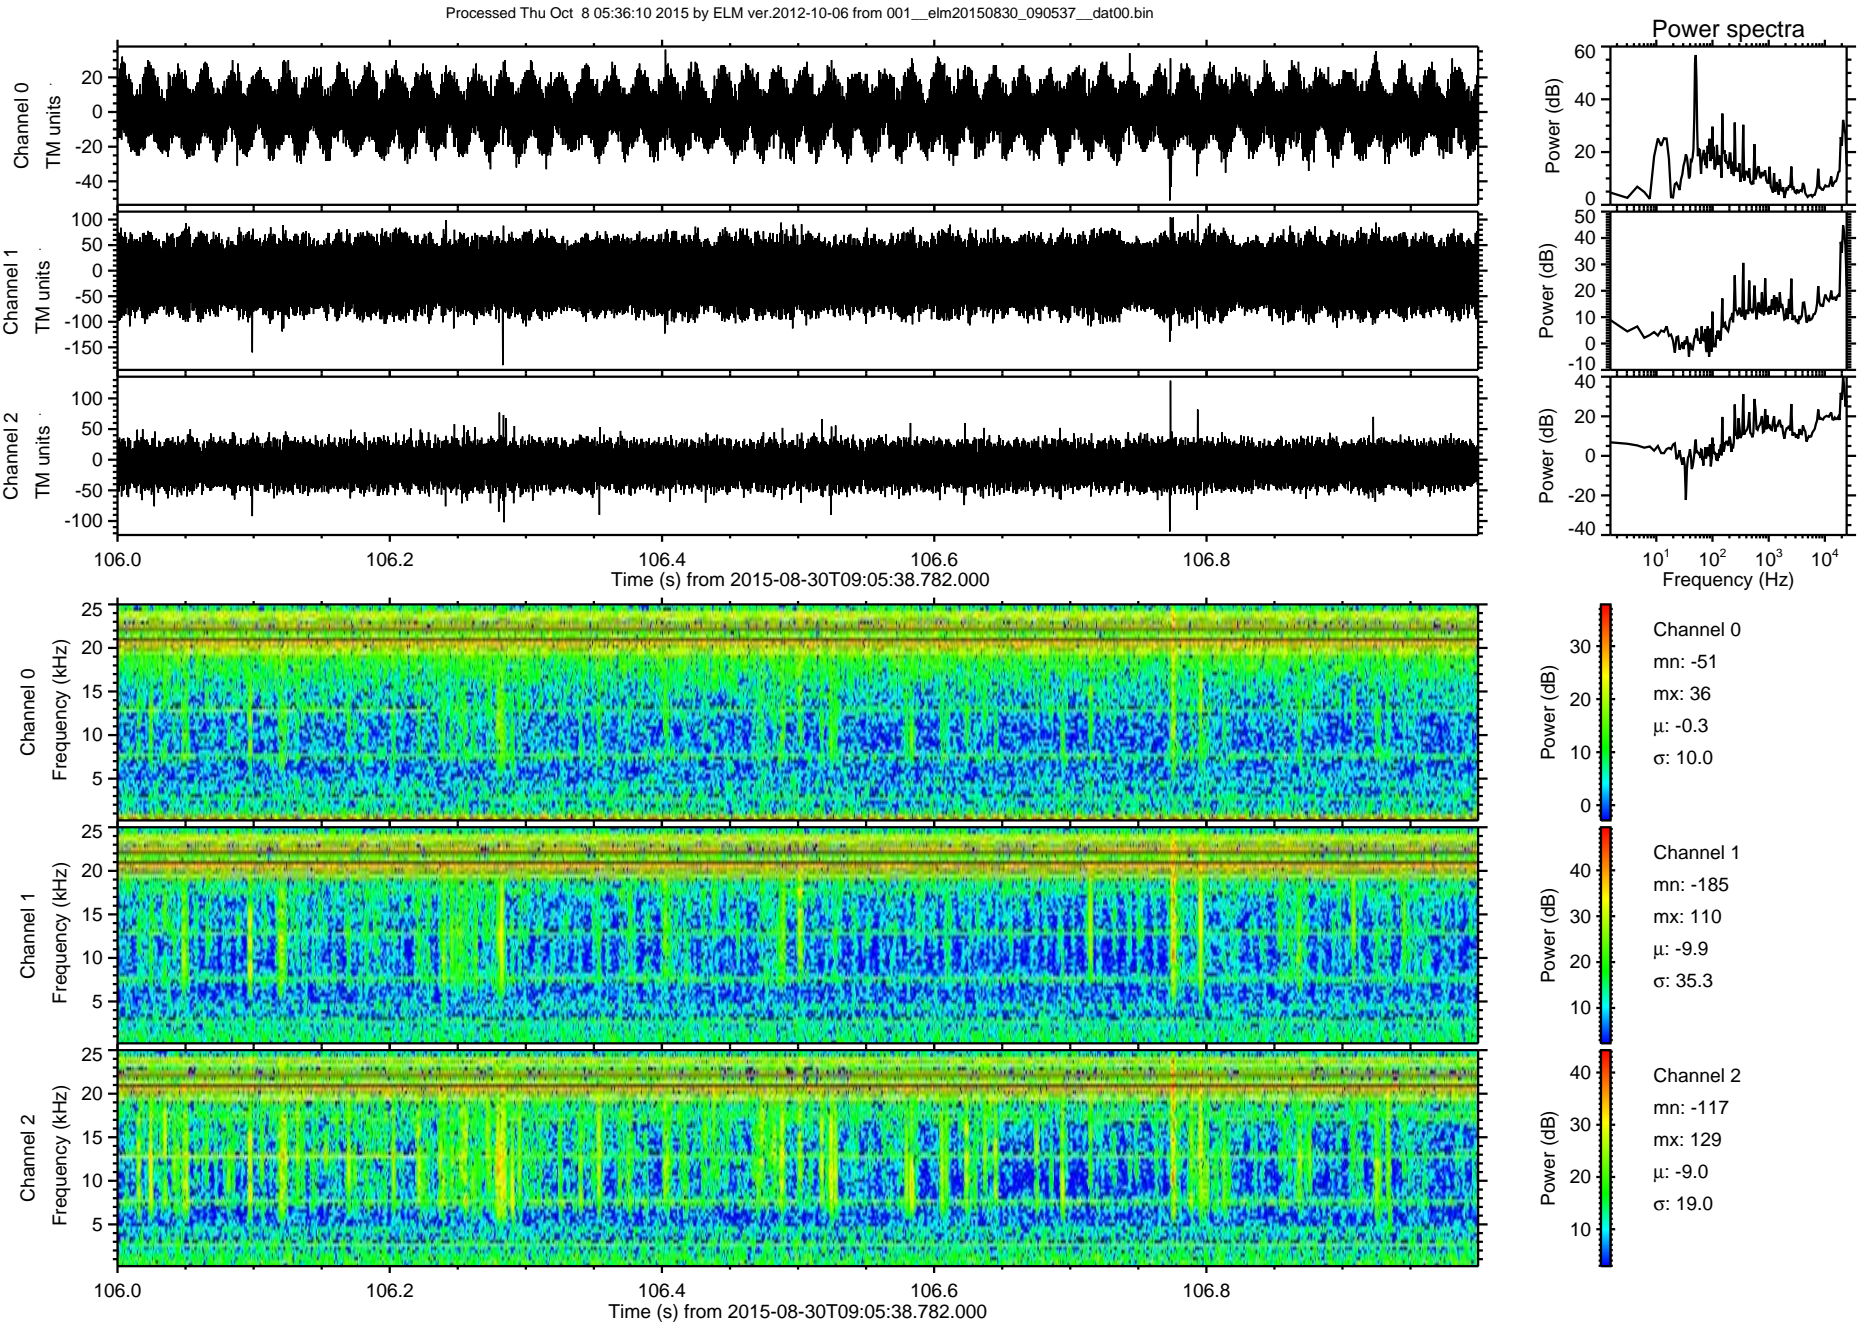 Processed Thu Oct  8 05:36:10 2015 by ELM ver.2012-10-06 from 001__elm20150830_090537__dat00.bin
Power spectra
Channel 0
TM units
20
0
-20
-40
Power (dB)
60
40
20
0
Channel 1
TM units
100
50
0
-50
-100
-150
Power (dB)
50
40
30
20
10
0
-10
Channel 2
TM units
100
50
0
-50
-100
Power (dB)
40
20
0
-20
-40
106.0 106.2 106.4 106.6 106.8
Time (s) from 2015-08-30T09:05:38.782.000
10^1 10^2 10^3 10^4
Frequency (Hz)
Channel 0
Frequency (kHz)
25
20
15
10
5
Power (dB)
30
20
10
0
Channel 0
mn: -51
mx: 36
μ: -0.3
σ: 10.0
Channel 1
Frequency (kHz)
25
20
15
10
5
Power (dB)
40
30
20
10
Channel 1
mn: -185
mx: 110
μ: -9.9
σ: 35.3
Channel 2
Frequency (kHz)
25
20
15
10
5
Power (dB)
40
30
20
10
Channel 2
mn: -117
mx: 129
μ: -9.0
σ: 19.0
106.0 106.2 106.4 106.6 106.8
Time (s) from 2015-08-30T09:05:38.782.000